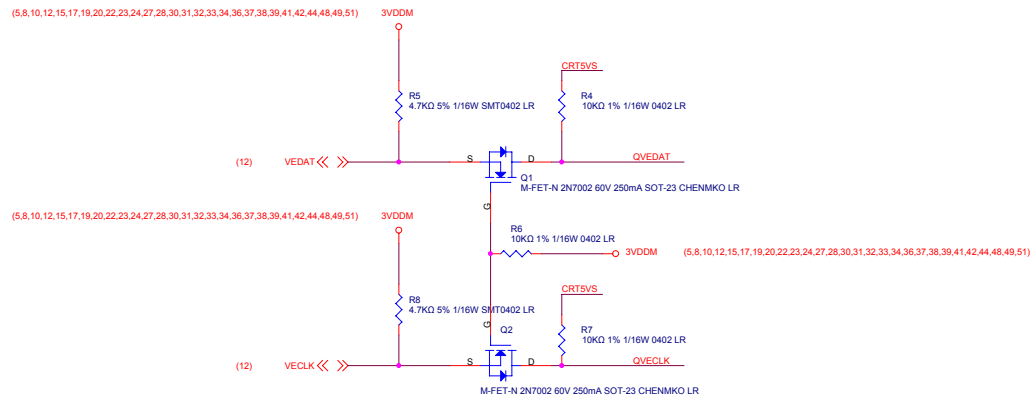 (5,8,10,12,15,17,19,20,22,23,24,27,28,30,31,32,33,34,36,37,38,39,41,42,44,48,49,51) 3VDDM
CRT5VS
R5
4.7KΩ 5% 1/16W SMT0402 LR
R4
10KΩ 1% 1/16W 0402 LR
(12) VEDAT S D QVEDAT
Q1
M-FET-N 2N7002 60V 250mA SOT-23 CHENMKO LR
G
(5,8,10,12,15,17,19,20,22,23,24,27,28,30,31,32,33,34,36,37,38,39,41,42,44,48,49,51) 3VDDM
R6
10KΩ 1% 1/16W 0402 LR
3VDDM (5,8,10,12,15,17,19,20,22,23,24,27,28,30,31,32,33,34,36,37,38,39,41,42,44,48,49,51)
CRT5VS
R8
4.7KΩ 5% 1/16W SMT0402 LR
G
Q2
R7
10KΩ 1% 1/16W 0402 LR
(12) VECLK S D QVECLK
M-FET-N 2N7002 60V 250mA SOT-23 CHENMKO LR